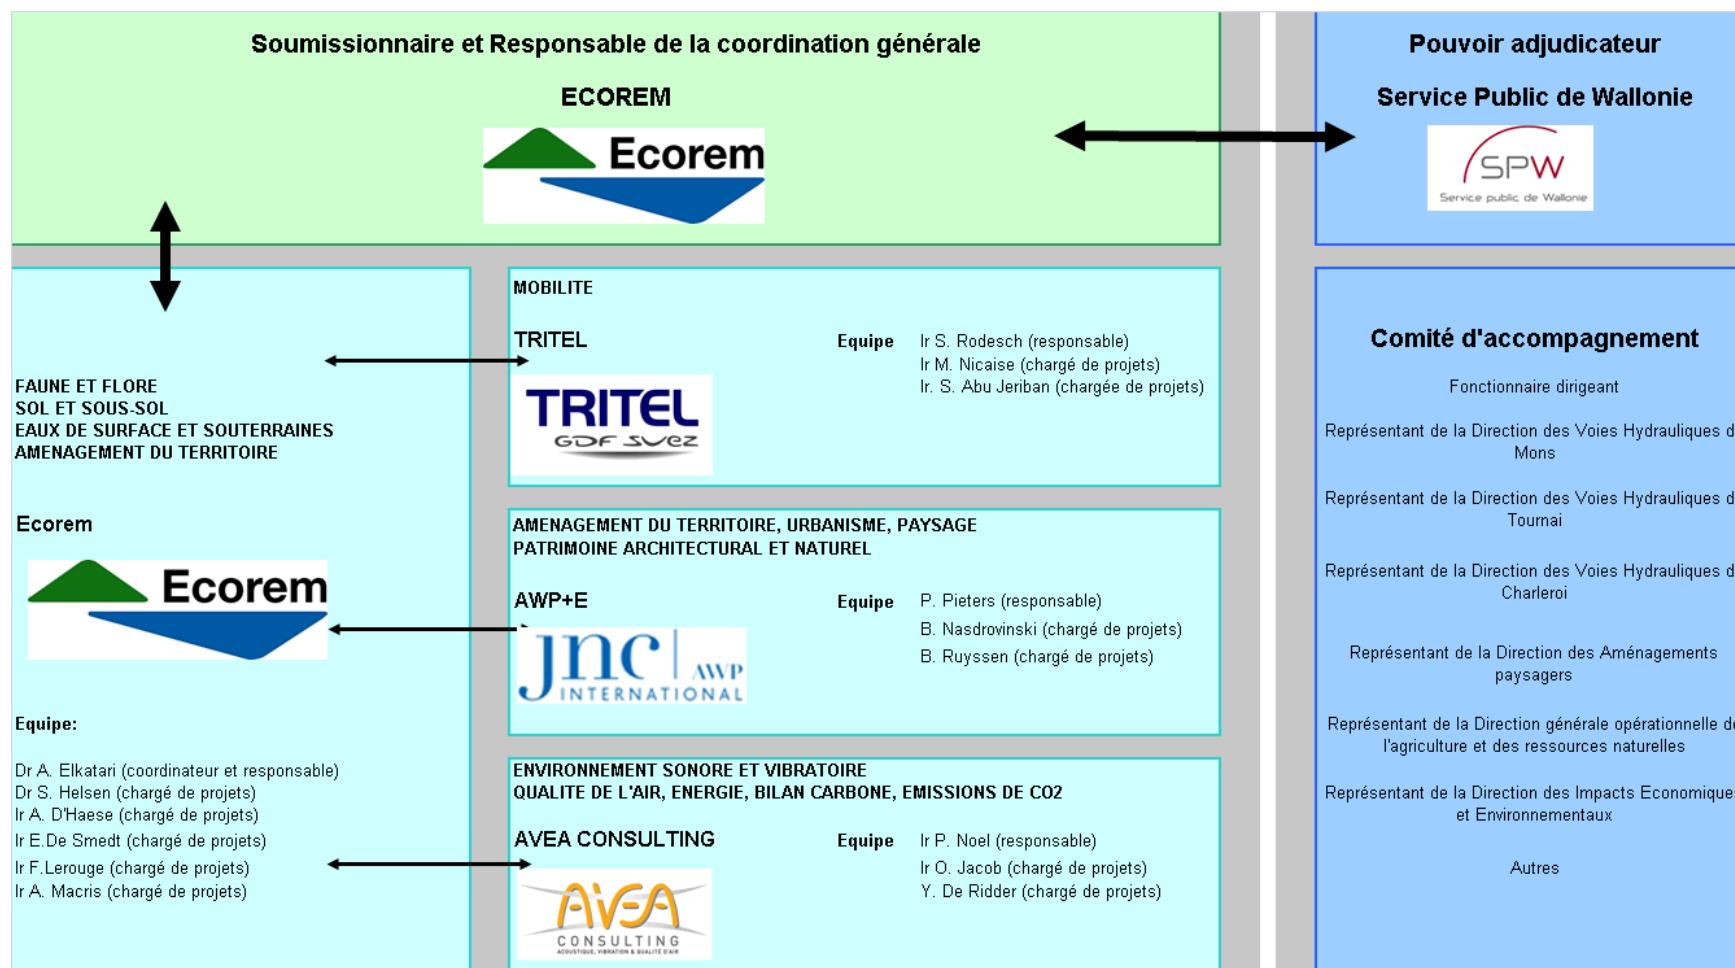 Soumissionnaire et Responsable de la coordination générale
ECOREM
Ecorem
Pouvoir adjudicateur
Service Public de Wallonie
SPW
Service public de Wallonie
FAUNE ET FLORE
SOL ET SOUS-SOL
EAUX DE SURFACE ET SOUTERRAINES
AMENAGEMENT DU TERRITOIRE
Ecorem
Ecorem
Equipe:
Dr A. Elkatari (coordinateur et responsable)
Dr S. Helsen (chargé de projets)
Ir A. D'Haese (chargé de projets)
Ir E.De Smedt (chargé de projets)
Ir F.Lerouge (chargé de projets)
Ir A. Macris (chargé de projets)
MOBILITE
TRITEL
Equipe Ir S. Rodesch (responsable)
Ir M. Nicaise (chargé de projets)
Ir. S. Abu Jeriban (chargée de projets)
TRITEL
GDF SUEZ
AMENAGEMENT DU TERRITOIRE, URBANISME, PAYSAGE
PATRIMOINE ARCHITECTURAL ET NATUREL
AWP+E
Equipe P. Pieters (responsable)
B. Nasdrovinski (chargé de projets)
B. Ruyssen (chargé de projets)
jnc AWP
INTERNATIONAL
ENVIRONNEMENT SONORE ET VIBRATOIRE
QUALITE DE L'AIR, ENERGIE, BILAN CARBONE, EMISSIONS DE CO2
AVEA CONSULTING
Equipe Ir P. Noel (responsable)
Ir O. Jacob (chargé de projets)
Y. De Ridder (chargé de projets)
AVEA
CONSULTING
ACOUSTIQUE, VIBRATION & QUALITÉ D'AIR
Comité d'accompagnement
Fonctionnaire dirigeant
Représentant de la Direction des Voies Hydrauliques d
Mons
Représentant de la Direction des Voies Hydrauliques d
Tournai
Représentant de la Direction des Voies Hydrauliques d
Charleroi
Représentant de la Direction des Aménagements
paysagers
Représentant de la Direction générale opérationnelle de
l'agriculture et des ressources naturelles
Représentant de la Direction des Impacts Economique
et Environnementaux
Autres